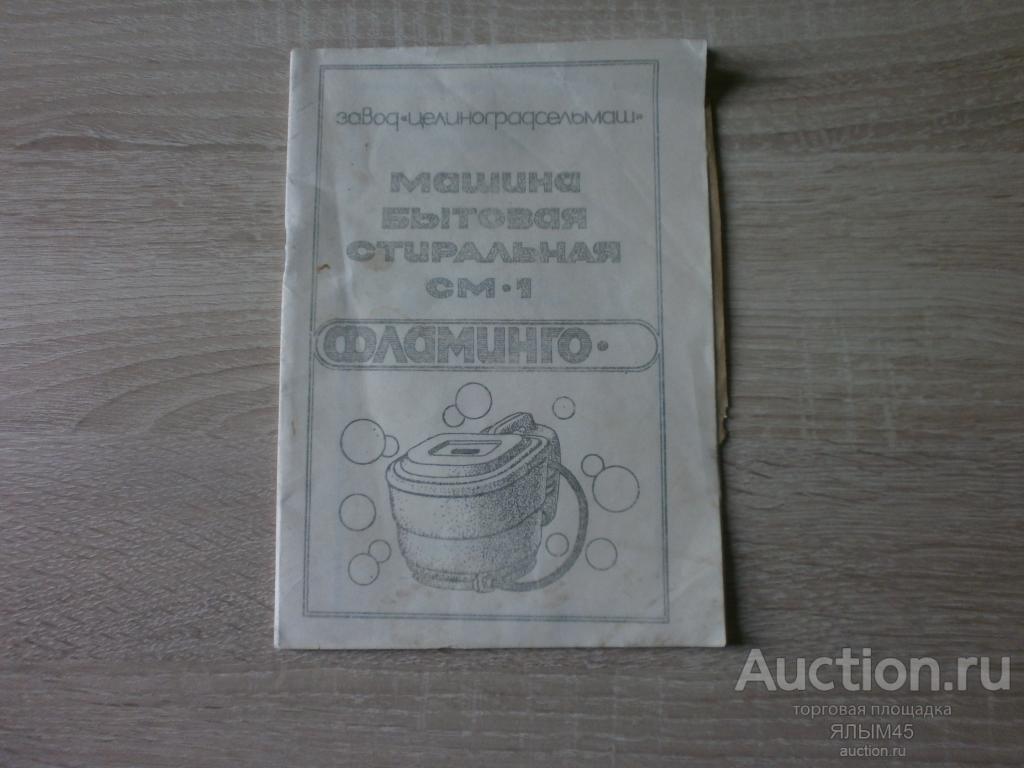 завод «целиноградсельмаш»
МАШИНА
БЫТОВАЯ
СТИРАЛЬНАЯ
СМ·1
ФЛАМИНГО·
Auction.ru
торговая площадка
ЯЛЫМ45
auction.ru